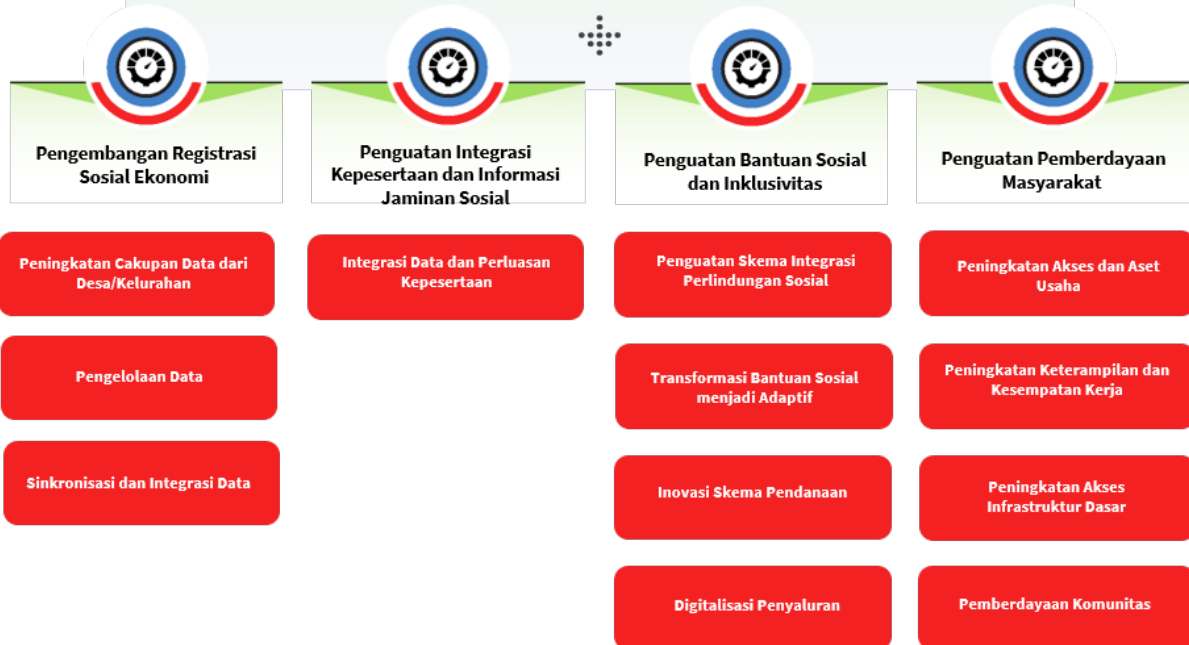 Pengembangan Registrasi
Sosial Ekonomi
Peningkatan Cakupan Data dari
Desa/Kelurahan
Pengelolaan Data
Sinkronisasi dan Integrasi Data
Penguatan Integrasi
Kepesertaan dan Informasi
Jaminan Sosial
Integrasi Data dan Perluasan
Kepesertaan
Penguatan Bantuan Sosial
dan Inklusivitas
Penguatan Skema Integrasi
Perlindungan Sosial
Transformasi Bantuan Sosial
menjadi Adaptif
Inovasi Skema Pendanaan
Digitalisasi Penyaluran
Penguatan Pemberdayaan
Masyarakat
Peningkatan Akses dan Aset
Usaha
Peningkatan Keterampilan dan
Kesempatan Kerja
Peningkatan Akses
Infrastruktur Dasar
Pemberdayaan Komunitas